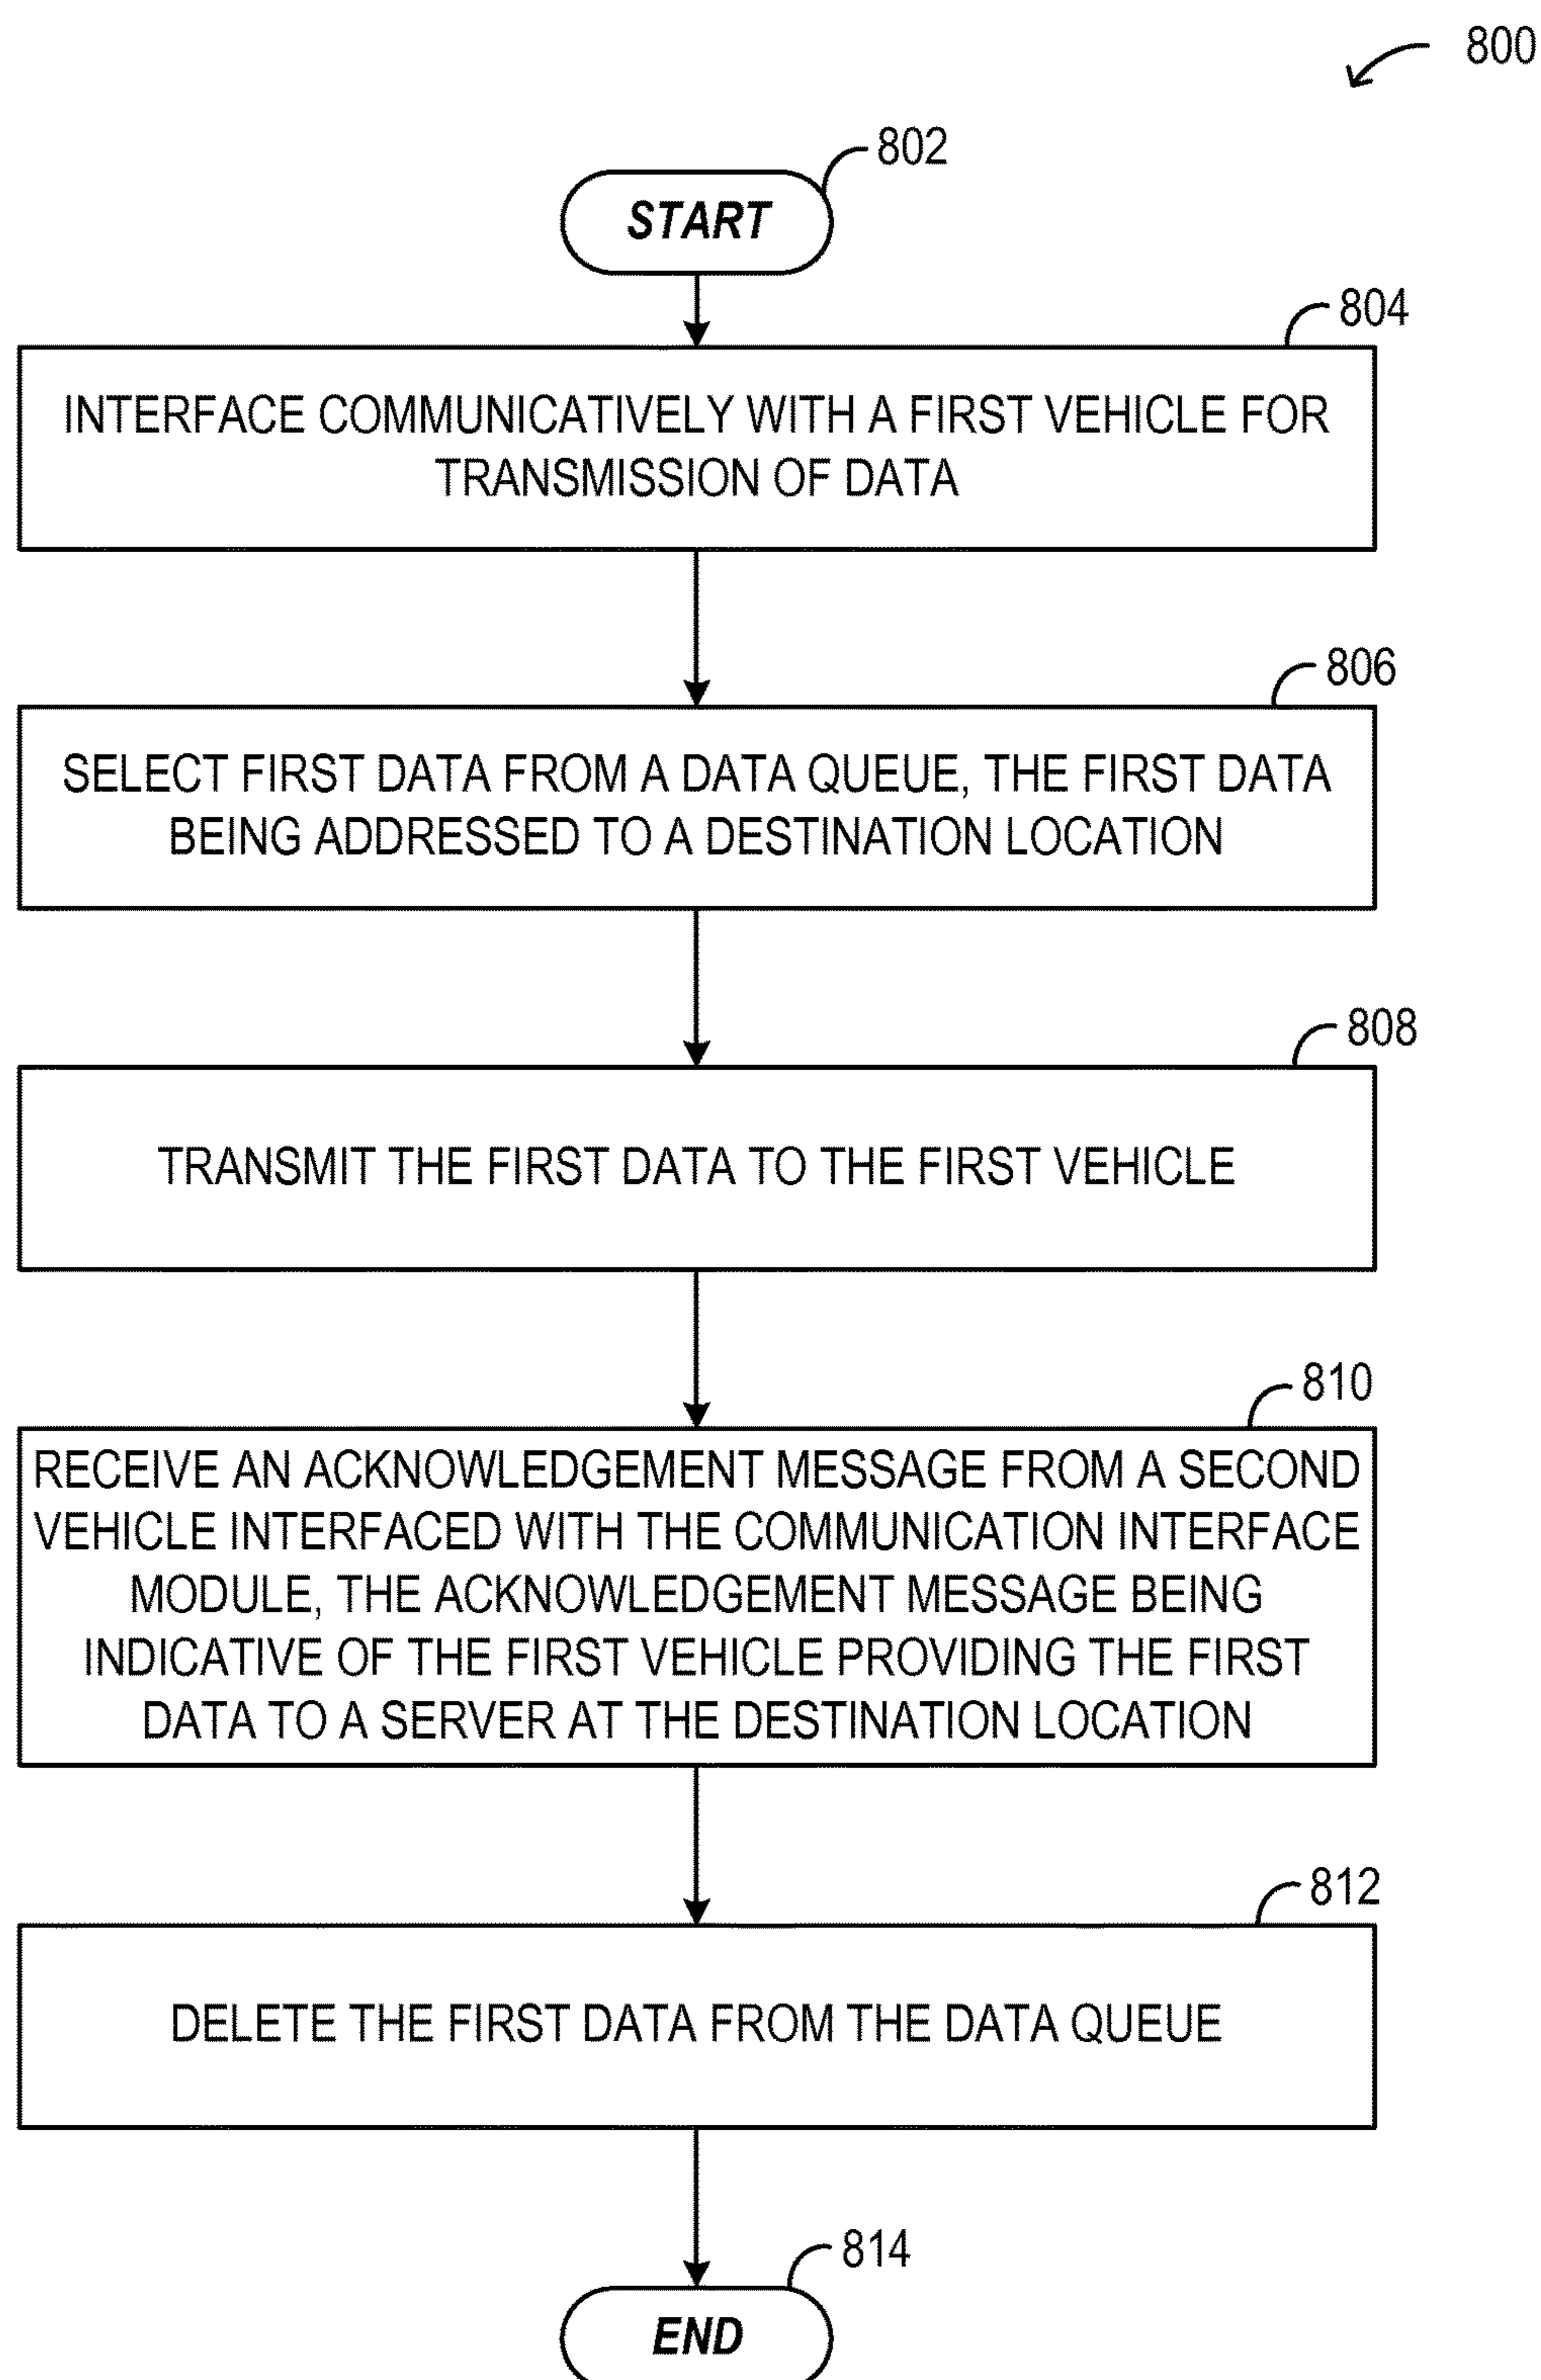 800
802
START
804
INTERFACE COMMUNICATIVELY WITH A FIRST VEHICLE FOR
TRANSMISSION OF DATA
806
SELECT FIRST DATA FROM A DATA QUEUE, THE FIRST DATA
BEING ADDRESSED TO A DESTINATION LOCATION
808
TRANSMIT THE FIRST DATA TO THE FIRST VEHICLE
810
RECEIVE AN ACKNOWLEDGEMENT MESSAGE FROM A SECOND
VEHICLE INTERFACED WITH THE COMMUNICATION INTERFACE
MODULE, THE ACKNOWLEDGEMENT MESSAGE BEING
INDICATIVE OF THE FIRST VEHICLE PROVIDING THE FIRST
DATA TO A SERVER AT THE DESTINATION LOCATION
812
DELETE THE FIRST DATA FROM THE DATA QUEUE
814
END